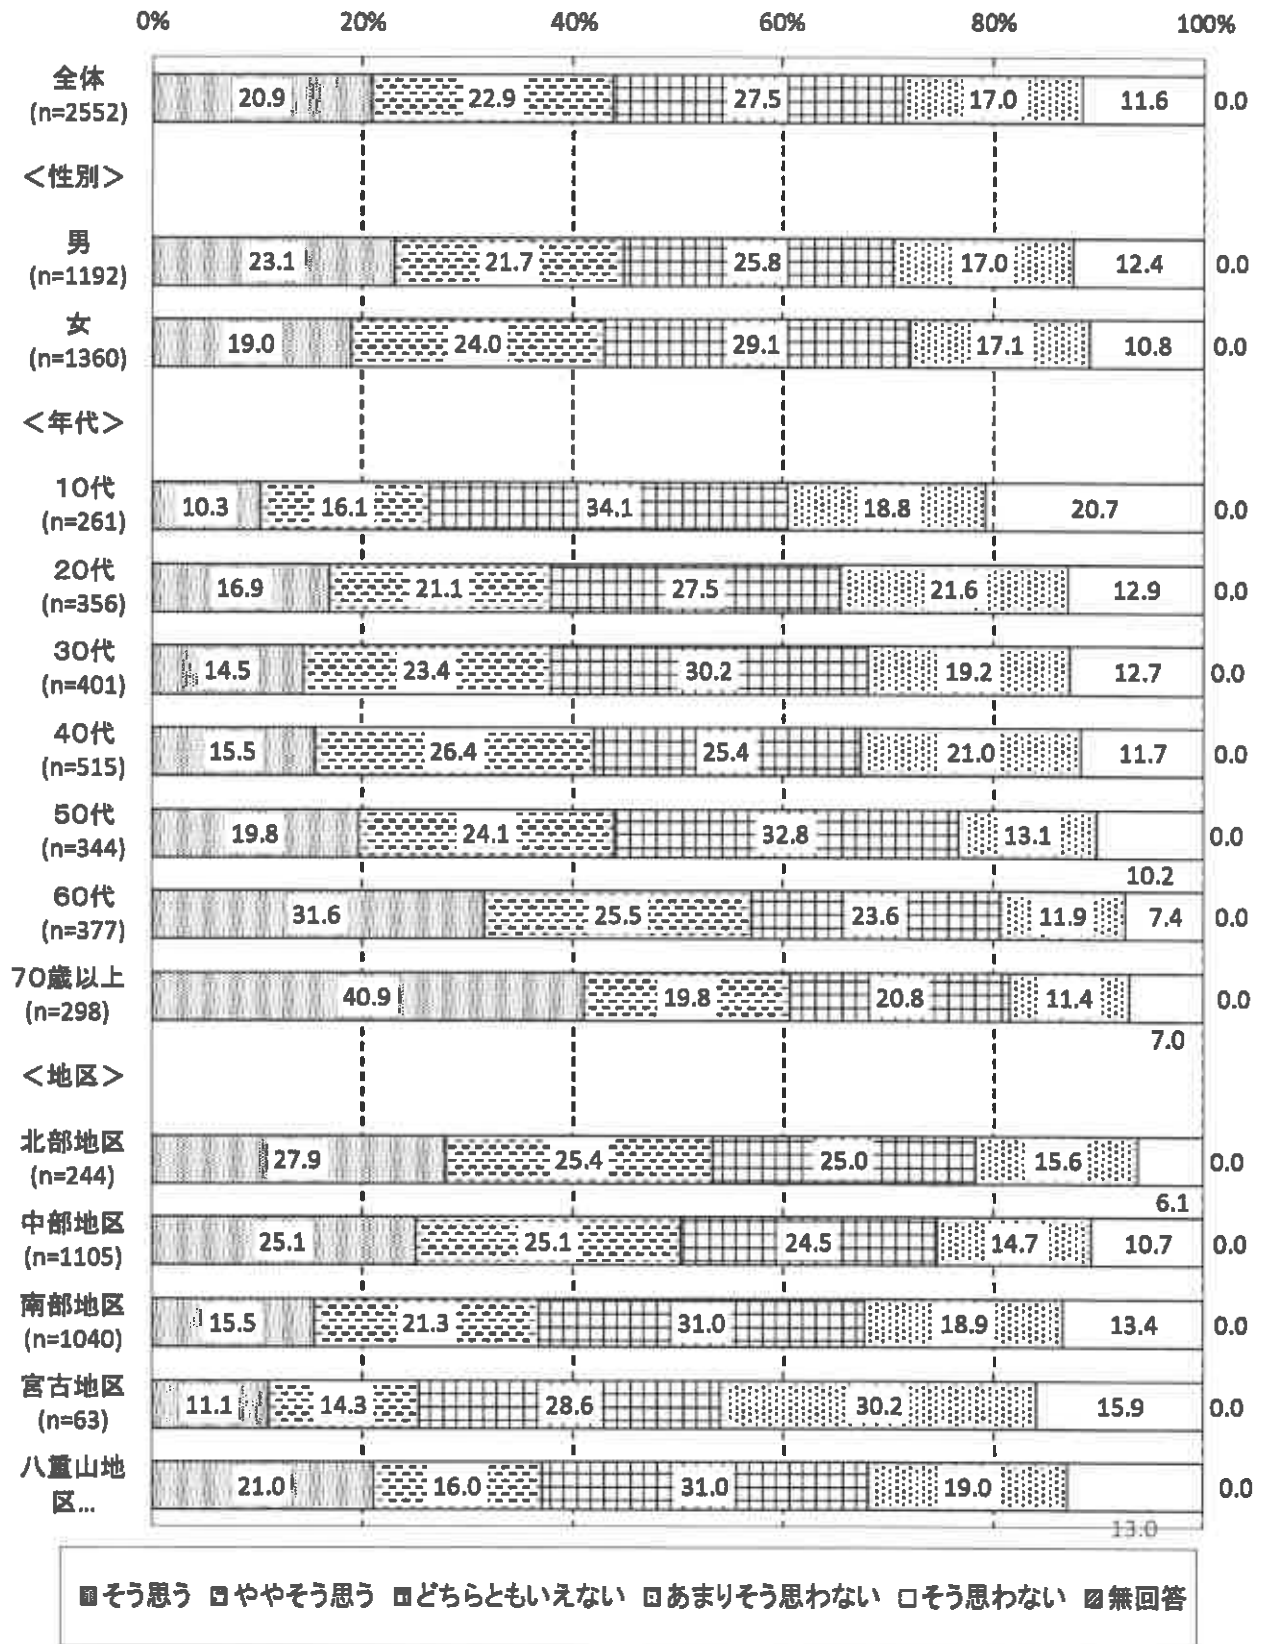 0% 20% 40% 60% 80% 100%
全体 20.9 22.9 27.5 17.0 11.6 0.0
(n=2552)
＜性別＞
男 23.1 21.7 25.8 17.0 12.4 0.0
(n=1192)
女 19.0 24.0 29.1 17.1 10.8 0.0
(n=1360)
＜年代＞
10代 10.3 16.1 34.1 18.8 20.7 0.0
(n=261)
20代 16.9 21.1 27.5 21.6 12.9 0.0
(n=356)
30代 14.5 23.4 30.2 19.2 12.7 0.0
(n=401)
40代 15.5 26.4 25.4 21.0 11.7 0.0
(n=515)
50代 19.8 24.1 32.8 13.1 0.0
(n=344)
10.2
60代 31.6 25.5 23.6 11.9 7.4 0.0
(n=377)
70歳以上 40.9 19.8 20.8 11.4 0.0
(n=298)
7.0
＜地区＞
北部地区 27.9 25.4 25.0 15.6 0.0
(n=244)
6.1
中部地区 25.1 25.1 24.5 14.7 10.7 0.0
(n=1105)
南部地区 15.5 21.3 31.0 18.9 13.4 0.0
(n=1040)
宮古地区 11.1 14.3 28.6 30.2 15.9 0.0
(n=63)
八重山地 21.0 16.0 31.0 19.0 0.0
区...
13.0
そう思う ややそう思う どちらともいえない あまりそう思わない そう思わない 無回答